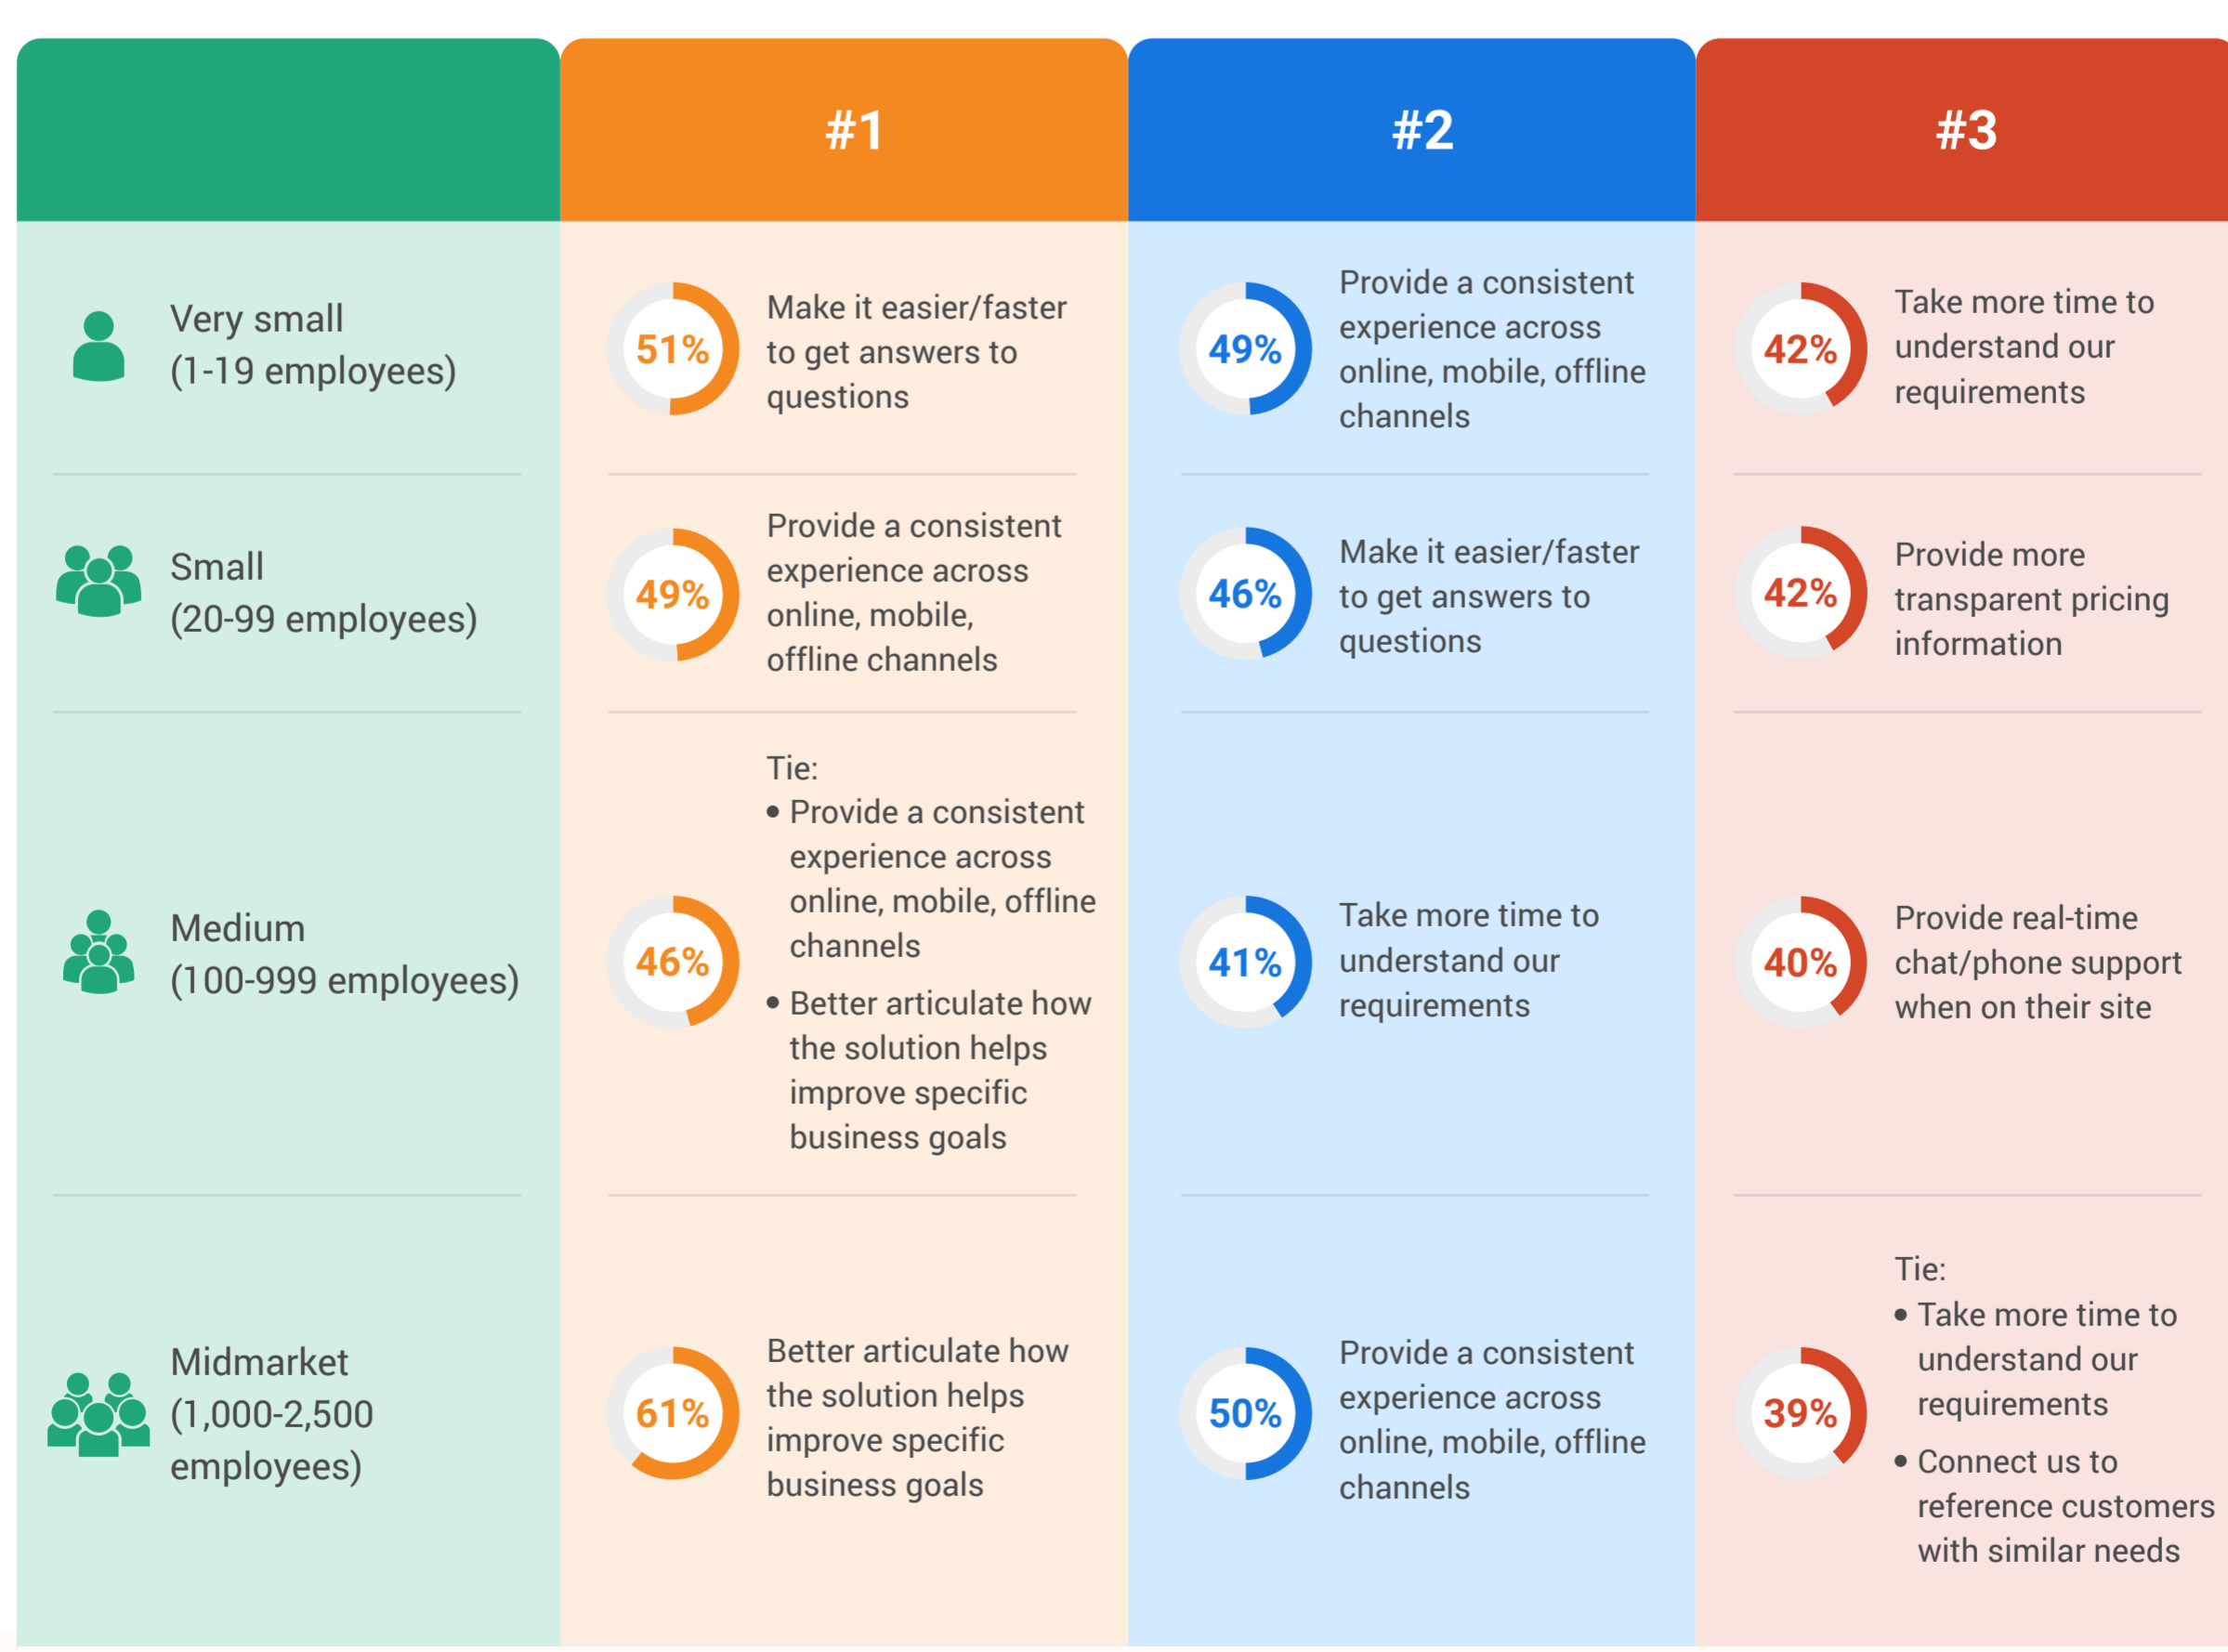 #1
#2
#3
Very small
(1-19 employees)
51%
Make it easier/faster
to get answers to
questions
49%
Provide a consistent
experience across
online, mobile, offline
channels
42%
Take more time to
understand our
requirements
Small
(20-99 employees)
49%
Provide a consistent
experience across
online, mobile,
offline channels
46%
Make it easier/faster
to get answers to
questions
42%
Provide more
transparent pricing
information
Medium
(100-999 employees)
46%
Tie:
• Provide a consistent
experience across
online, mobile, offline
channels
• Better articulate how
the solution helps
improve specific
business goals
41%
Take more time to
understand our
requirements
40%
Provide real-time
chat/phone support
when on their site
Midmarket
(1,000-2,500
employees)
61%
Better articulate how
the solution helps
improve specific
business goals
50%
Provide a consistent
experience across
online, mobile, offline
channels
39%
Tie:
• Take more time to
understand our
requirements
• Connect us to
reference customers
with similar needs